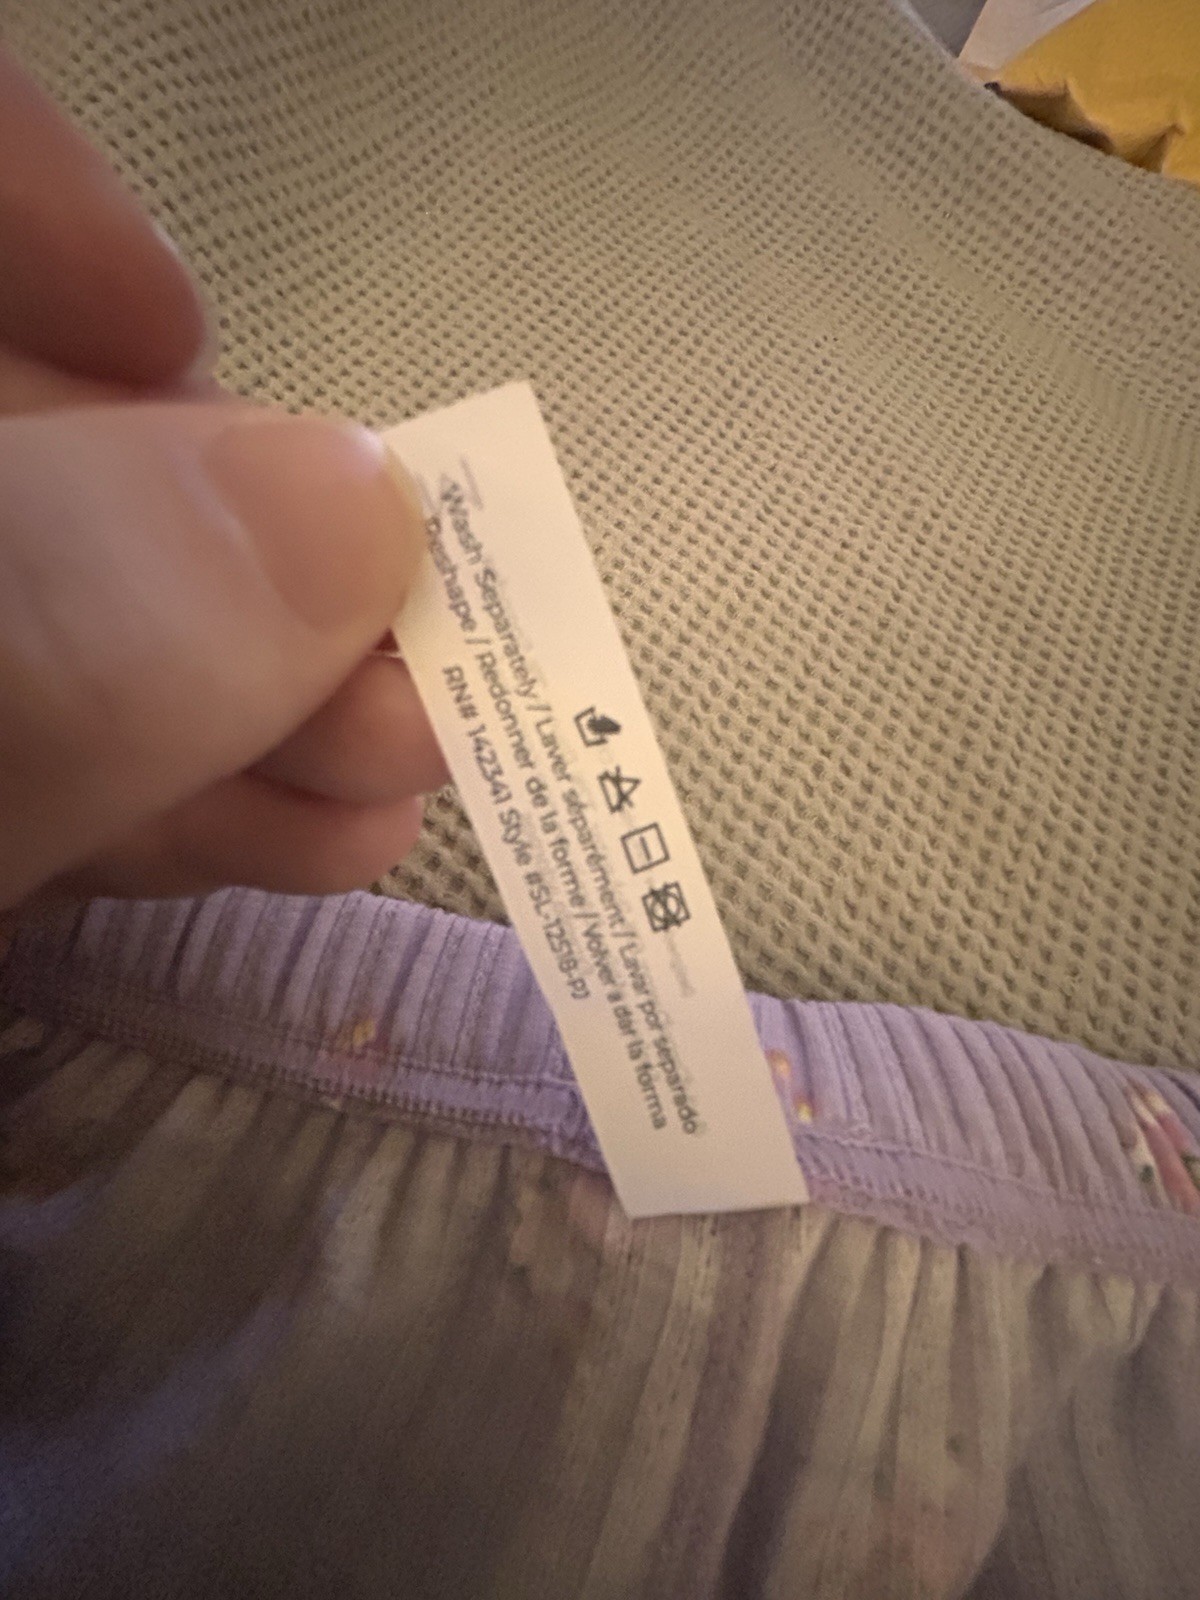 Wash Separately / Laver séparément / Lavar por separado
Reshape / Redonner de la forme / Volver a dar la forma
RN# 142341 Style #SL-12518-PJ